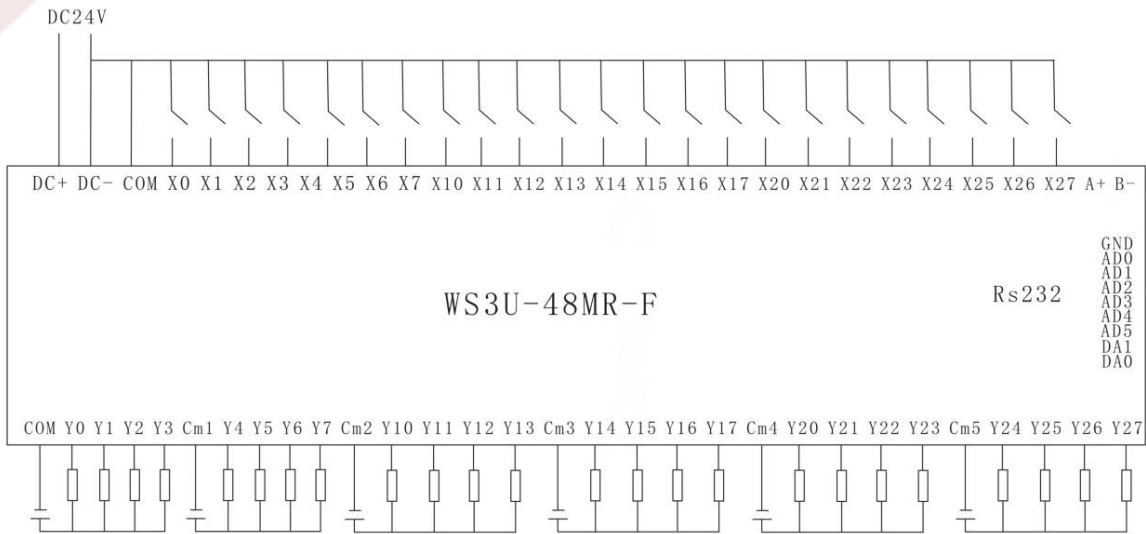 DC24V
DC+ DC- COM X0 X1 X2 X3 X4 X5 X6 X7 X10 X11 X12 X13 X14 X15 X16 X17 X20 X21 X22 X23 X24 X25 X26 X27 A+ B-
GND
AD0
AD1
AD2
AD3
AD4
AD5
DA1
DA0
WS3U-48MR-F
Rs232
COM Y0 Y1 Y2 Y3 Cm1 Y4 Y5 Y6 Y7 Cm2 Y10 Y11 Y12 Y13 Cm3 Y14 Y15 Y16 Y17 Cm4 Y20 Y21 Y22 Y23 Cm5 Y24 Y25 Y26 Y27